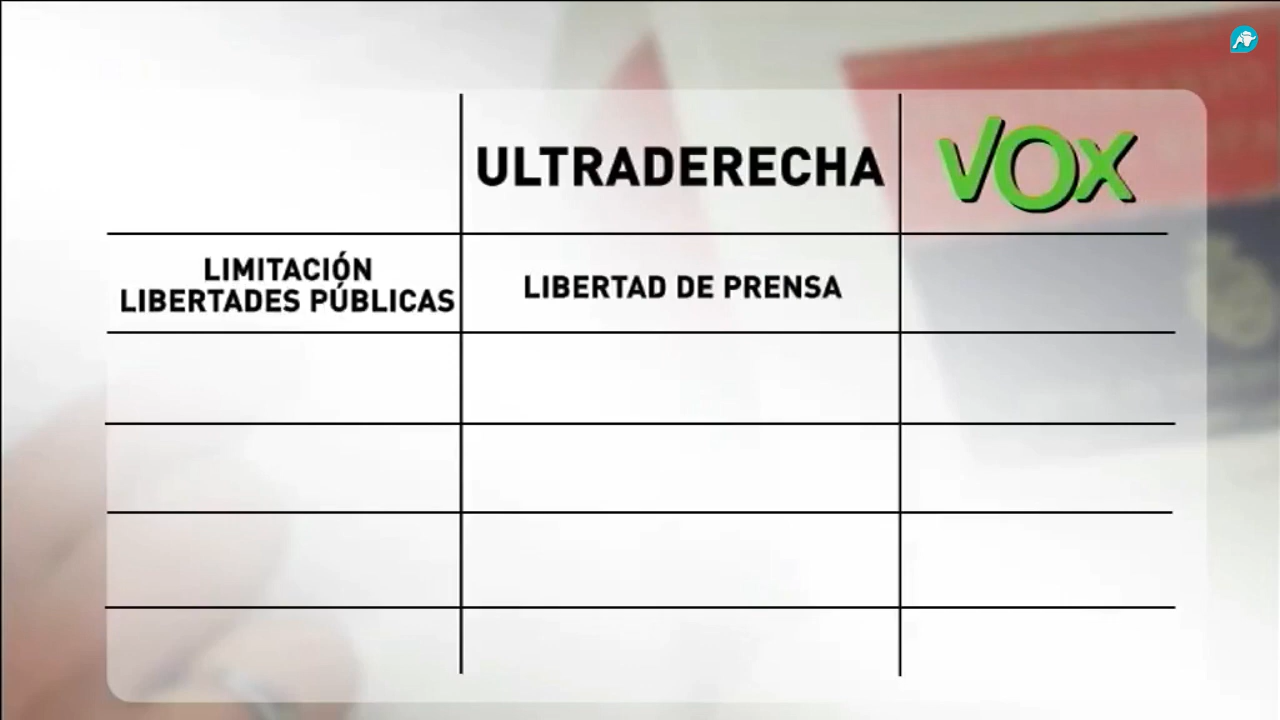 ULTRADERECHA
VOX
LIMITACIÓN
LIBERTADES PÚBLICAS
LIBERTAD DE PRENSA